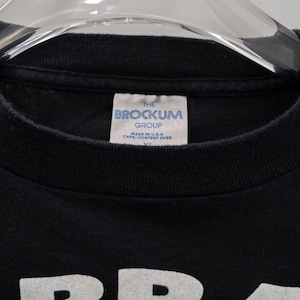 THE
BROCKUM
GROUP
MADE IN U.S.A.
CARE/CONTENT OVER
XL